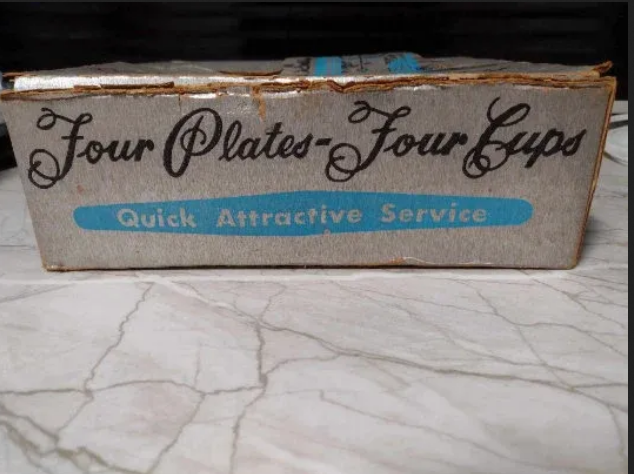 Four Plates-Four Cups
Quick Attractive Service